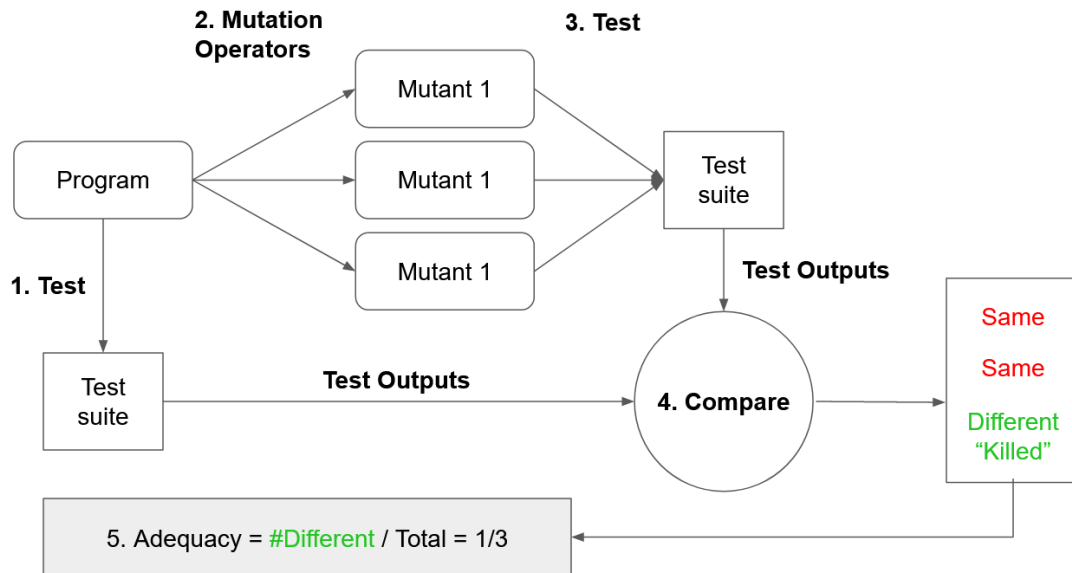 2. Mutation
Operators
3. Test
Mutant 1
Program
Mutant 1
Test
suite
Mutant 1
1. Test
Test Outputs
Test
suite
Test Outputs
4. Compare
Same
Same
Different
“Killed”
5. Adequacy = #Different / Total = 1/3